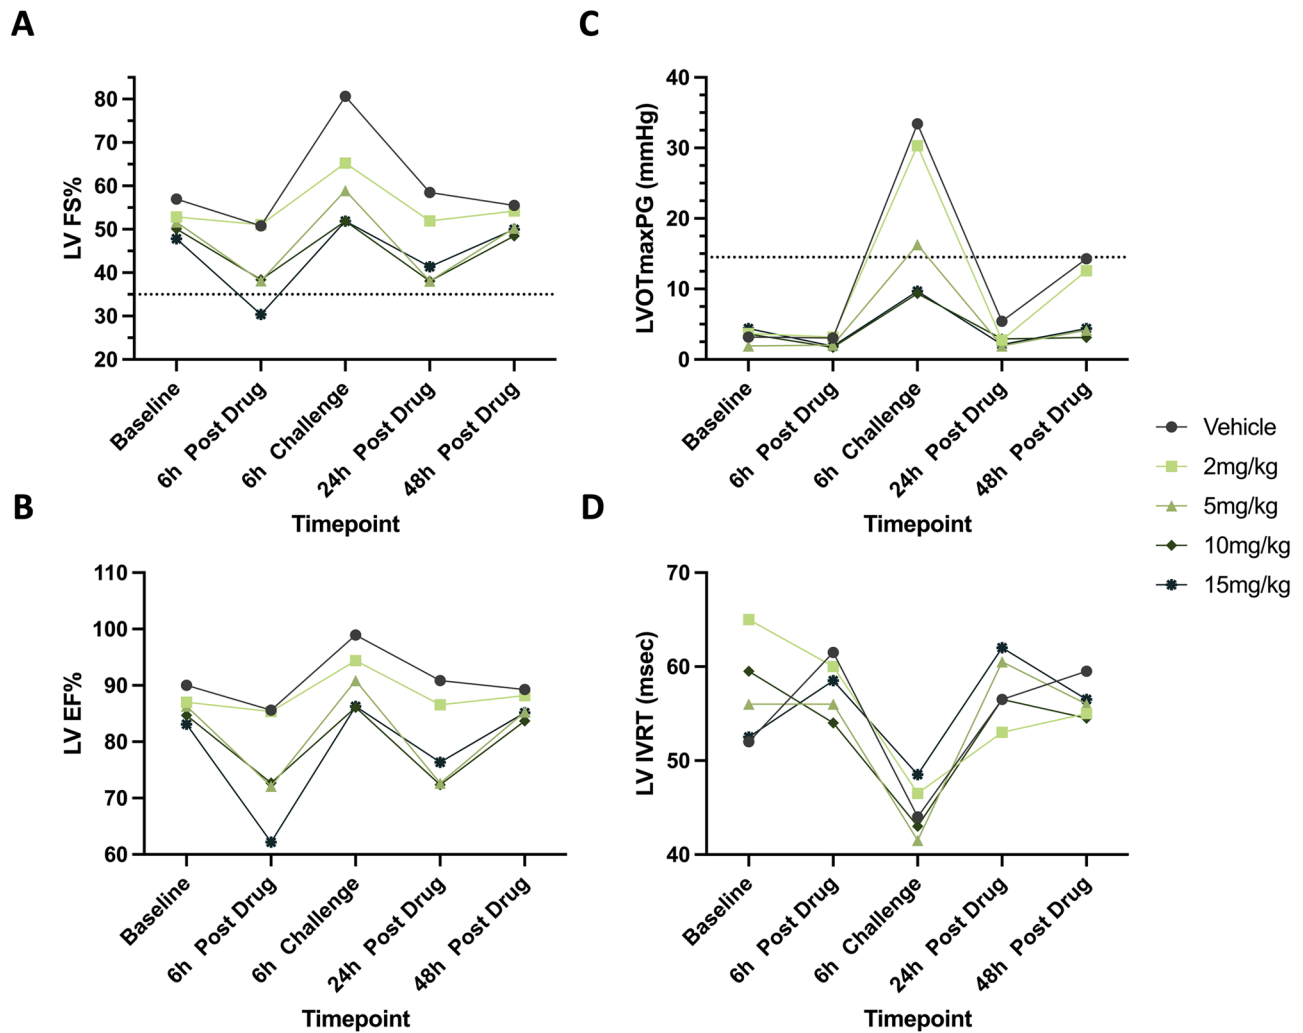 A
LV FS%
80
70
60
50
40
30
20
Baseline
6h Post Drug
6h Challenge
24h Post Drug
48h Post Drug
Timepoint
B
LV EF%
110
100
90
80
70
60
Baseline
6h Post Drug
6h Challenge
24h Post Drug
48h Post Drug
Timepoint
C
LVOTmaxPG (mmHg)
40
30
20
10
0
Baseline
6h Post Drug
6h Challenge
24h Post Drug
48h Post Drug
Timepoint
D
LV IVRT (msec)
70
60
50
40
Baseline
6h Post Drug
6h Challenge
24h Post Drug
48h Post Drug
Timepoint
Vehicle
2mg/kg
5mg/kg
10mg/kg
15mg/kg